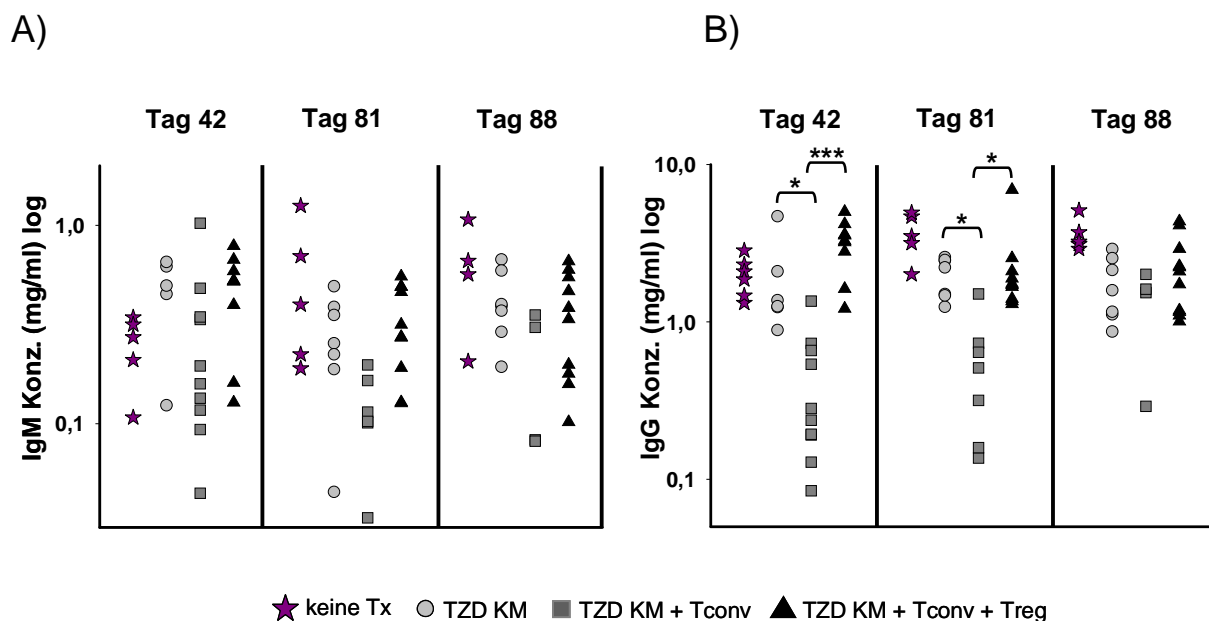 A)
B)
Tag 42
Tag 81
Tag 88
IgM Konz. (mg/ml) log
1,0
0,1
Tag 42
Tag 81
Tag 88
IgG Konz. (mg/ml) log
10,0
1,0
0,1
*
***
*
*
keine Tx
TZD KM
TZD KM + Tconv
TZD KM + Tconv + Treg